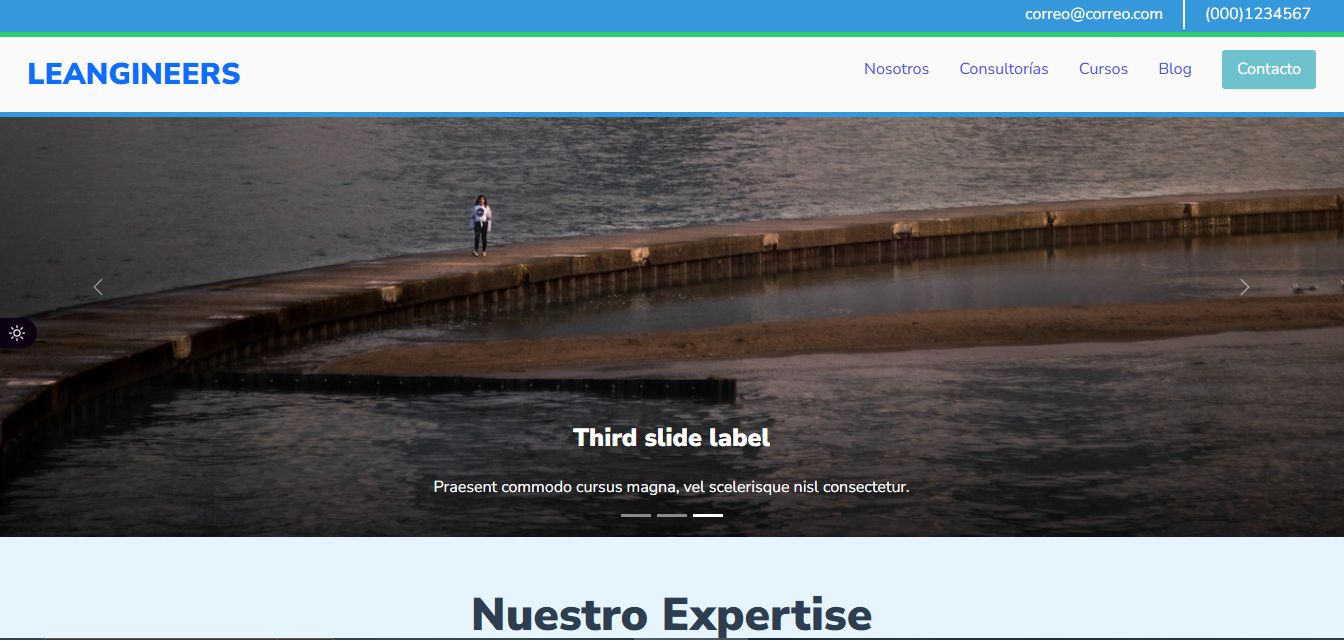 correo@correo.com (000)1234567
LEANGINEERS
Nosotros Consultorías Cursos Blog Contacto
Third slide label
Praesent commodo cursus magna, vel scelerisque nisl consectetur.
Nuestro Expertise